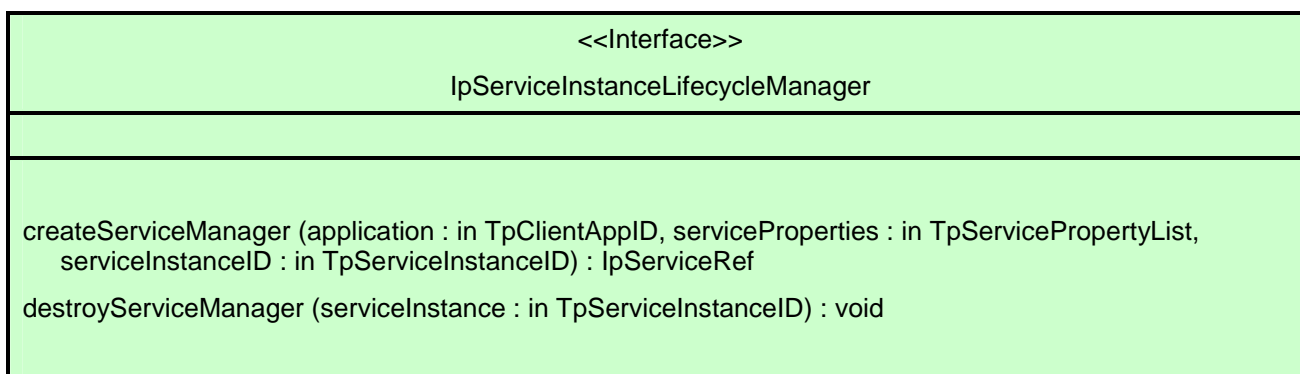 <<Interface>>
IpServiceInstanceLifecycleManager
createServiceManager (application : in TpClientAppID, serviceProperties : in TpServicePropertyList,
serviceInstanceID : in TpServiceInstanceID) : IpServiceRef
destroyServiceManager (serviceInstance : in TpServiceInstanceID) : void